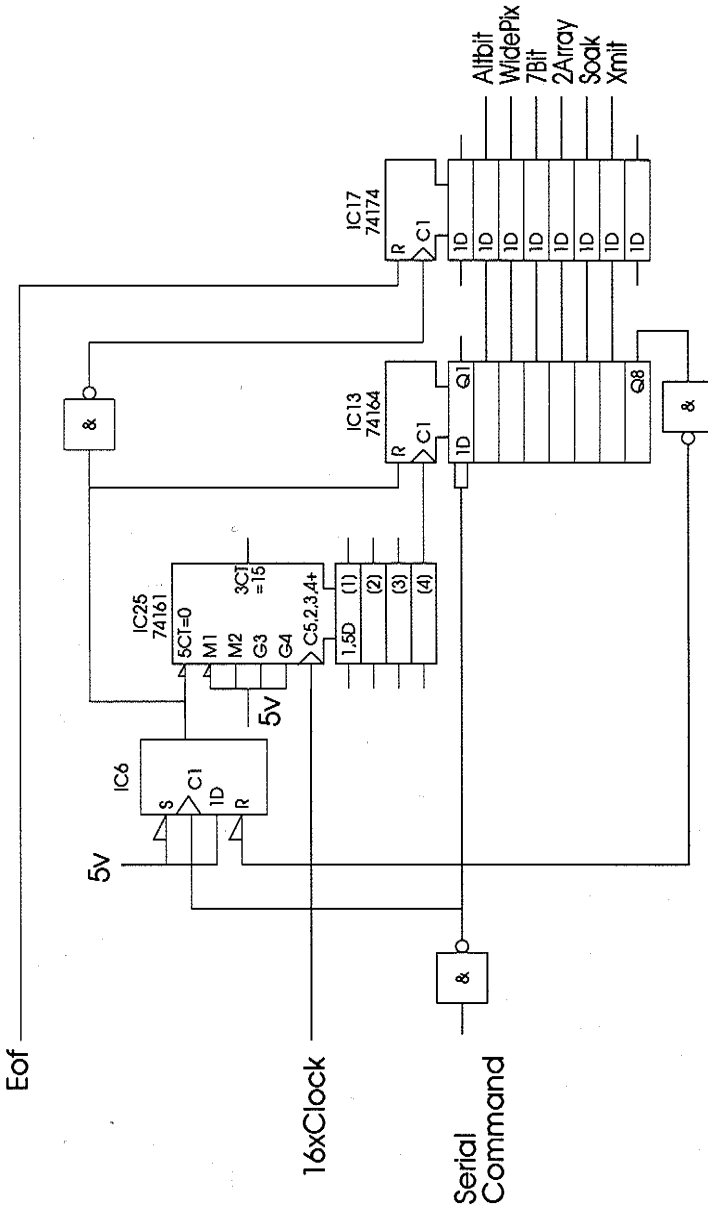 Eof
16xClock
Serial
Command
5V
IC6
S
C1
1D
R
IC25
74161
5CT=0
M1
M2
G3
G4
3CT
=15
C5,2,3,4+
1,5D
(1)
(2)
(3)
(4)
5V
&
&
&
IC13
74164
R
C1
1D
Q1
Q8
IC17
74174
R
C1
1D
1D
1D
1D
1D
1D
1D
1D
Altbit
WidePix
7Bit
2Array
Soak
Xmit